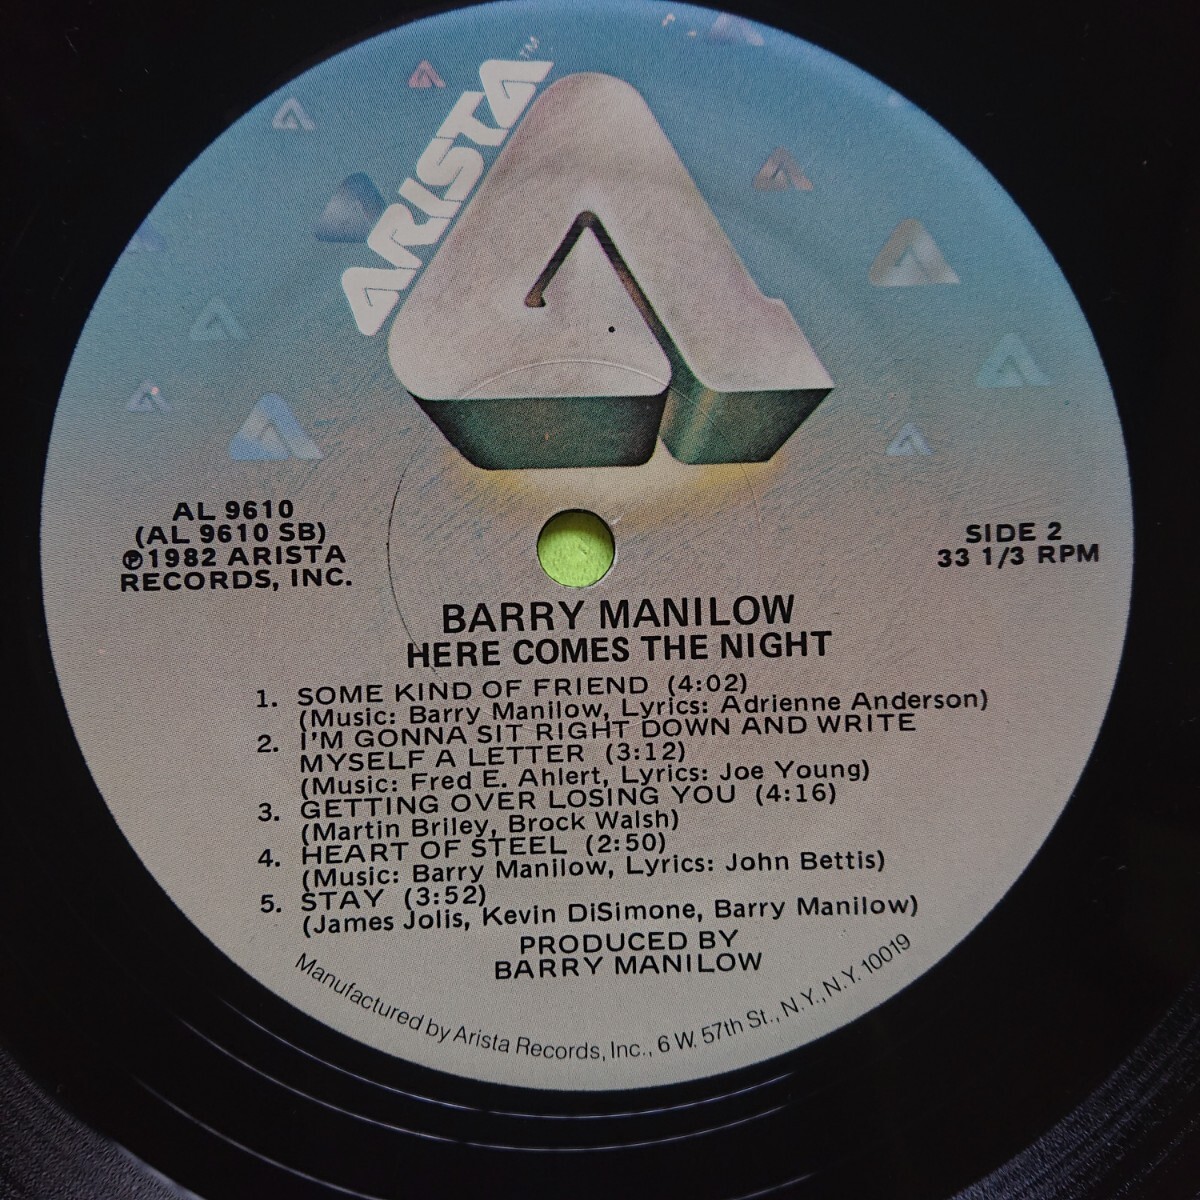 ARISTA™
AL 9610
(AL 9610 SB)
℗1982 ARISTA
RECORDS, INC.
SIDE 2
33 1/3 RPM
BARRY MANILOW
HERE COMES THE NIGHT
1. SOME KIND OF FRIEND (4:02)
(Music: Barry Manilow, Lyrics: Adrienne Anderson)
2. I'M GONNA SIT RIGHT DOWN AND WRITE
MYSELF A LETTER (3:12)
(Music: Fred E. Ahlert, Lyrics: Joe Young)
3. GETTING OVER LOSING YOU (4:16)
(Martin Briley, Brock Walsh)
4. HEART OF STEEL (2:50)
(Music: Barry Manilow, Lyrics: John Bettis)
5. STAY (3:52)
(James Jolis, Kevin DiSimone, Barry Manilow)
PRODUCED BY
BARRY MANILOW
Manufactured by Arista Records, Inc., 6 W. 57th St., N.Y., N.Y. 10019